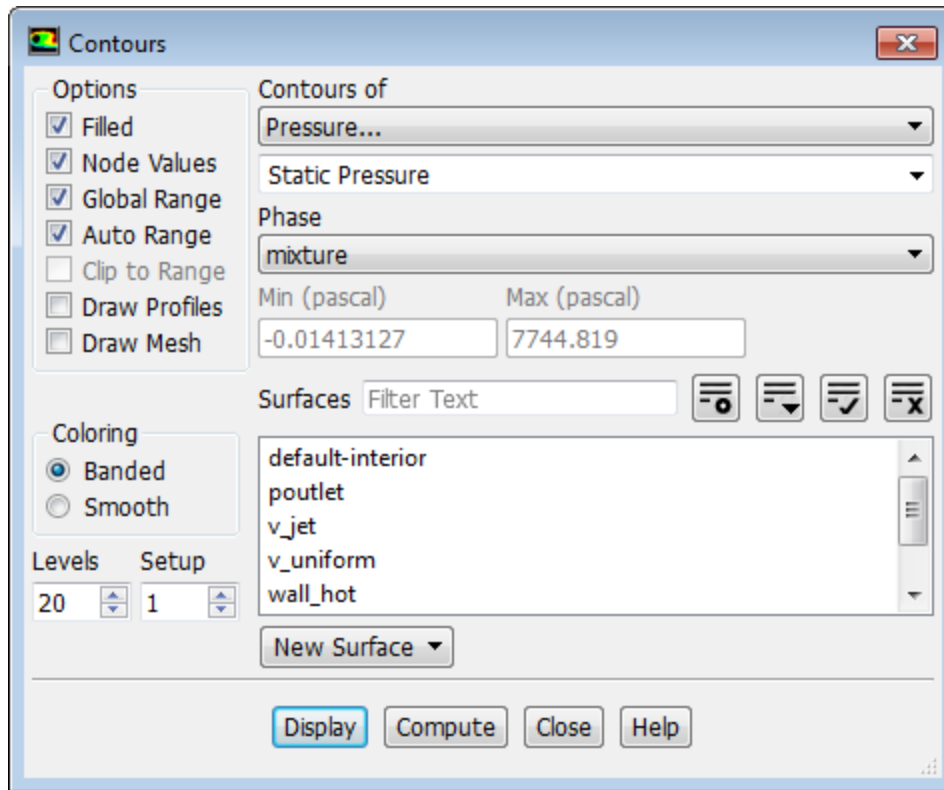 Contours
Options
Filled
Node Values
Global Range
Auto Range
Clip to Range
Draw Profiles
Draw Mesh
Coloring
Banded
Smooth
Levels Setup
20 1
Contours of
Pressure...
Static Pressure
Phase
mixture
Min (pascal) Max (pascal)
-0.01413127 7744.819
Surfaces Filter Text
default-interior
poutlet
v_jet
v_uniform
wall_hot
New Surface
Display Compute Close Help